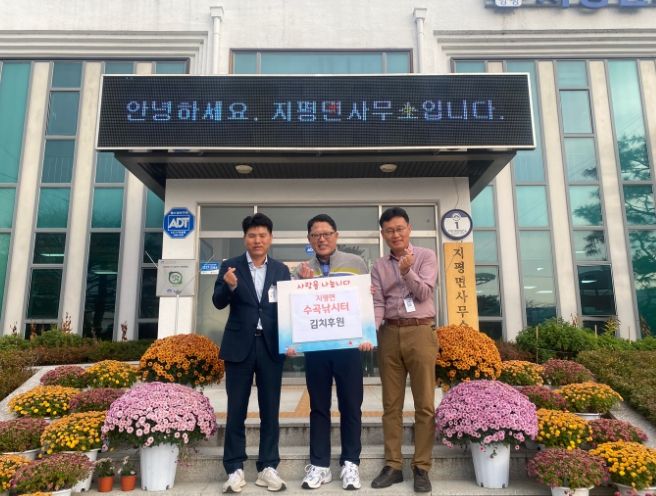 안녕하세요. 지평면사무소입니다.
ADT
사랑을 나눕니다
지평면
수곡낚시터
김치후원
지평면사무소